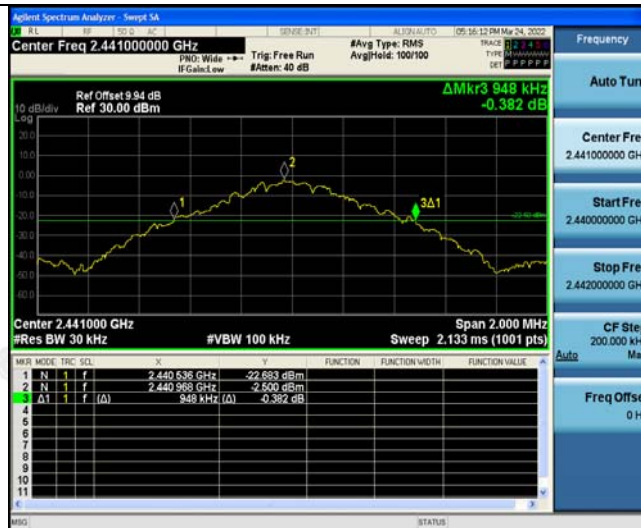 Agilent Spectrum Analyzer - Swept SA
RL RF 50 Ω AC SENSE:INT ALIGNAUTO 05:16:12 PM Mar 24, 2022
Center Freq 2.441000000 GHz
PNO: Wide
IFGain:Low
Trig: Free Run
#Atten: 40 dB
#Avg Type: RMS
Avg|Hold: 100/100
TRACE 1 2 3 4 5 6
TYPE M
DET P P P P P P
Frequency
ΔMkr3 948 kHz
-0.382 dB
Ref Offset 9.94 dB
Ref 30.00 dBm
10 dB/div
Log
20.0
10.0
0.00
-10.0
-20.0
-30.0
-40.0
-50.0
-60.0
1
2
3Δ1
Center 2.441000 GHz
Span 2.000 MHz
#Res BW 30 kHz
#VBW 100 kHz
Sweep 2.133 ms (1001 pts)
MKR MODE TRC SCL X Y FUNCTION FUNCTION WIDTH FUNCTION VALUE
1 N 1 f 2.440 536 GHz -22.683 dBm
2 N 1 f 2.440 968 GHz -2.500 dBm
3 Δ1 1 f (Δ) 948 kHz (Δ) -0.382 dB
4
5
6
7
8
9
10
11
MSG STATUS
Auto Tun
Center Fre
2.441000000 GH
Start Fre
2.440000000 GH
Stop Fre
2.442000000 GH
CF Ste
200.000 kH
Auto Ma
Freq Offse
0 H